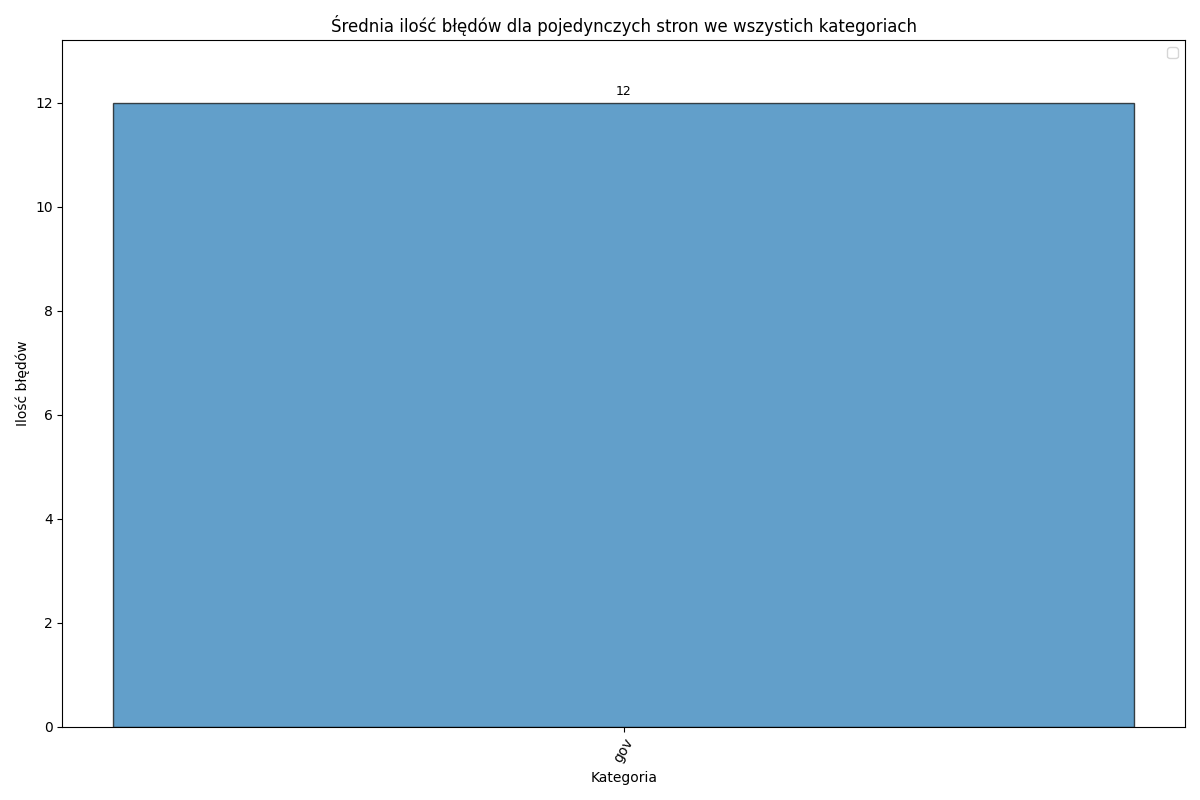 Średnia ilość błędów dla pojedynczych stron we wszystich kategoriach
12
12
10
8
6
4
2
0
Ilość błędów
gov
Kategoria